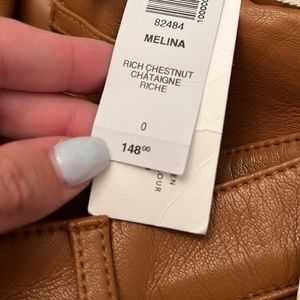 82484
MELINA
RICH CHESTNUT
CHÂTAIGNE
RICHE
0
148.00